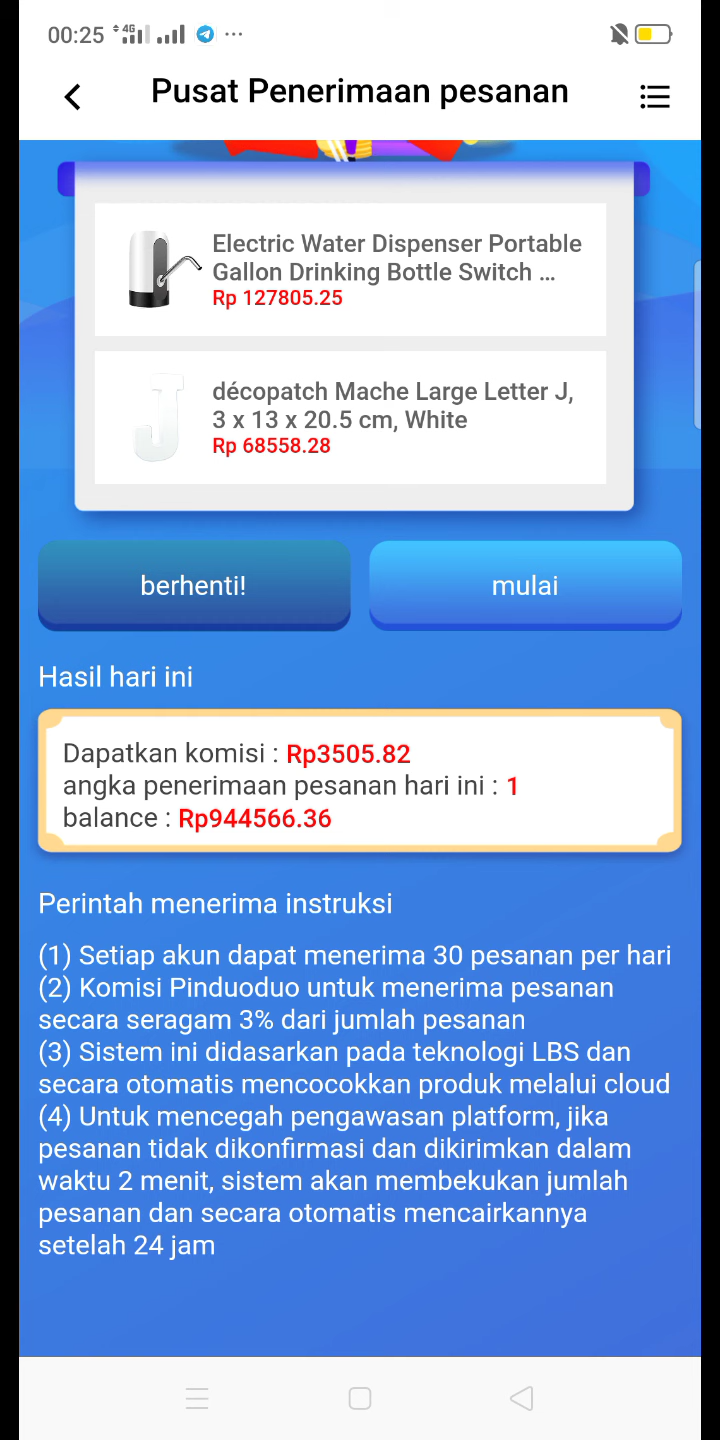 00:25
4G
Pusat Penerimaan pesanan
Electric Water Dispenser Portable
Gallon Drinking Bottle Switch ...
Rp 127805.25
décopatch Mache Large Letter J,
3 x 13 x 20.5 cm, White
Rp 68558.28
berhenti!
mulai
Hasil hari ini
Dapatkan komisi : Rp3505.82
angka penerimaan pesanan hari ini : 1
balance : Rp944566.36
Perintah menerima instruksi
(1) Setiap akun dapat menerima 30 pesanan per hari
(2) Komisi Pinduoduo untuk menerima pesanan
secara seragam 3% dari jumlah pesanan
(3) Sistem ini didasarkan pada teknologi LBS dan
secara otomatis mencocokkan produk melalui cloud
(4) Untuk mencegah pengawasan platform, jika
pesanan tidak dikonfirmasi dan dikirimkan dalam
waktu 2 menit, sistem akan membekukan jumlah
pesanan dan secara otomatis mencairkannya
setelah 24 jam